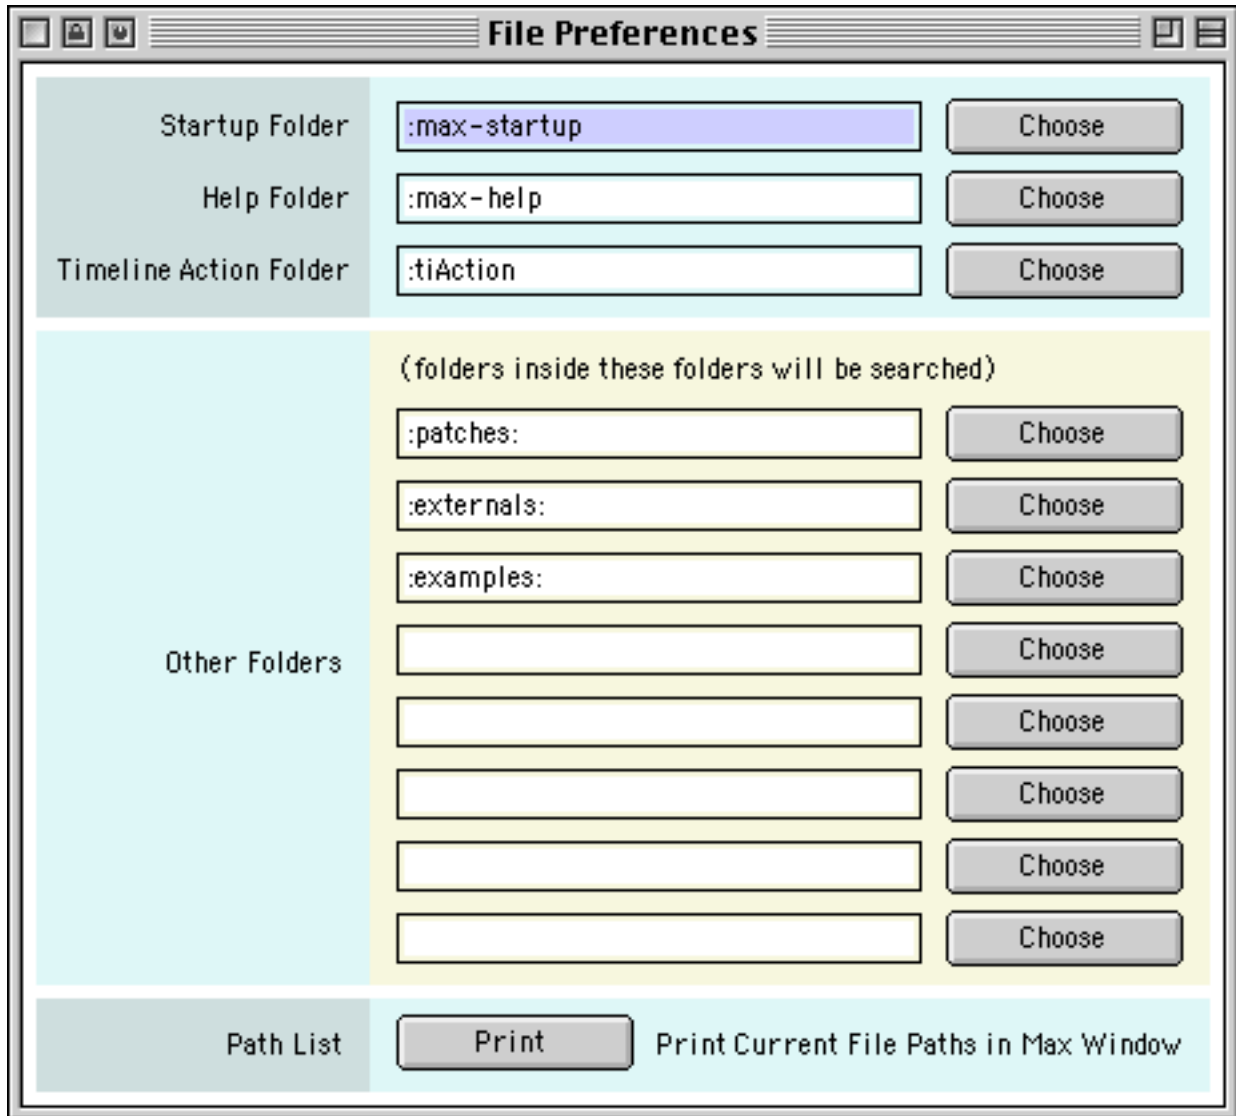 File Preferences
Startup Folder :max-startup Choose
Help Folder :max-help Choose
Timeline Action Folder :tiAction Choose
(folders inside these folders will be searched)
:patches: Choose
:externals: Choose
:examples: Choose
Other Folders Choose
Choose
Choose
Choose
Choose
Path List Print Print Current File Paths in Max Window